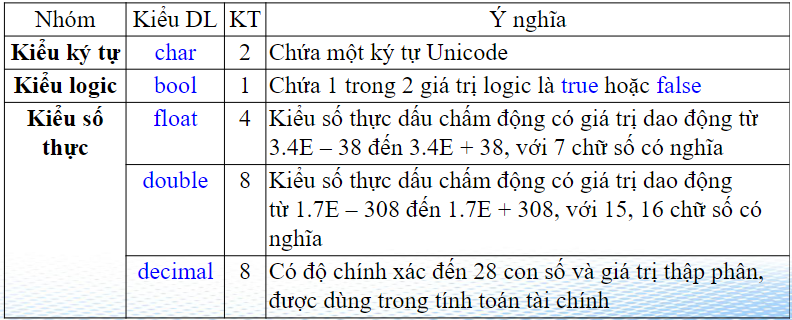 Nhóm Kiểu DL KT Ý nghĩa
Kiểu ký tự char 2 Chứa một ký tự Unicode
Kiểu logic bool 1 Chứa 1 trong 2 giá trị logic là true hoặc false
Kiểu số float 4 Kiểu số thực dấu chấm động có giá trị dao động từ
thực 3.4E – 38 đến 3.4E + 38, với 7 chữ số có nghĩa
double 8 Kiểu số thực dấu chấm động có giá trị dao động
từ 1.7E – 308 đến 1.7E + 308, với 15, 16 chữ số có
nghĩa
decimal 8 Có độ chính xác đến 28 con số và giá trị thập phân,
được dùng trong tính toán tài chính